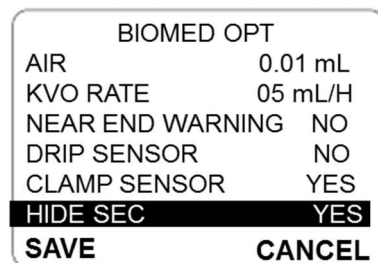 BIOMED OPT
AIR 0.01 mL
KVO RATE 05 mL/H
NEAR END WARNING NO
DRIP SENSOR NO
CLAMP SENSOR YES
HIDE SEC YES
SAVE CANCEL